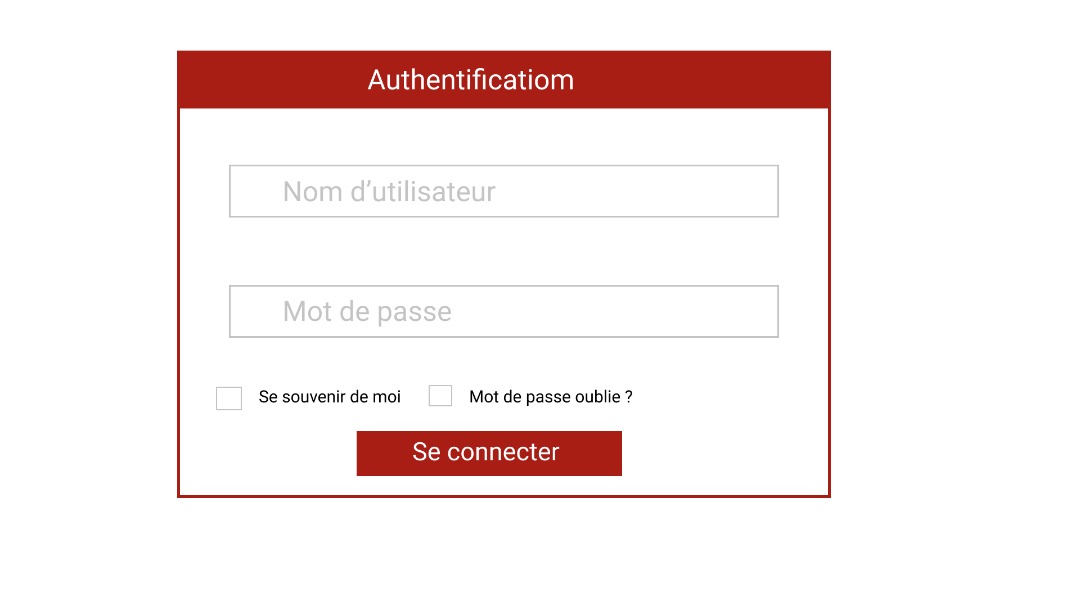 Authentificatiom
Nom d’utilisateur
Mot de passe
Se souvenir de moi
Mot de passe oublie ?
Se connecter